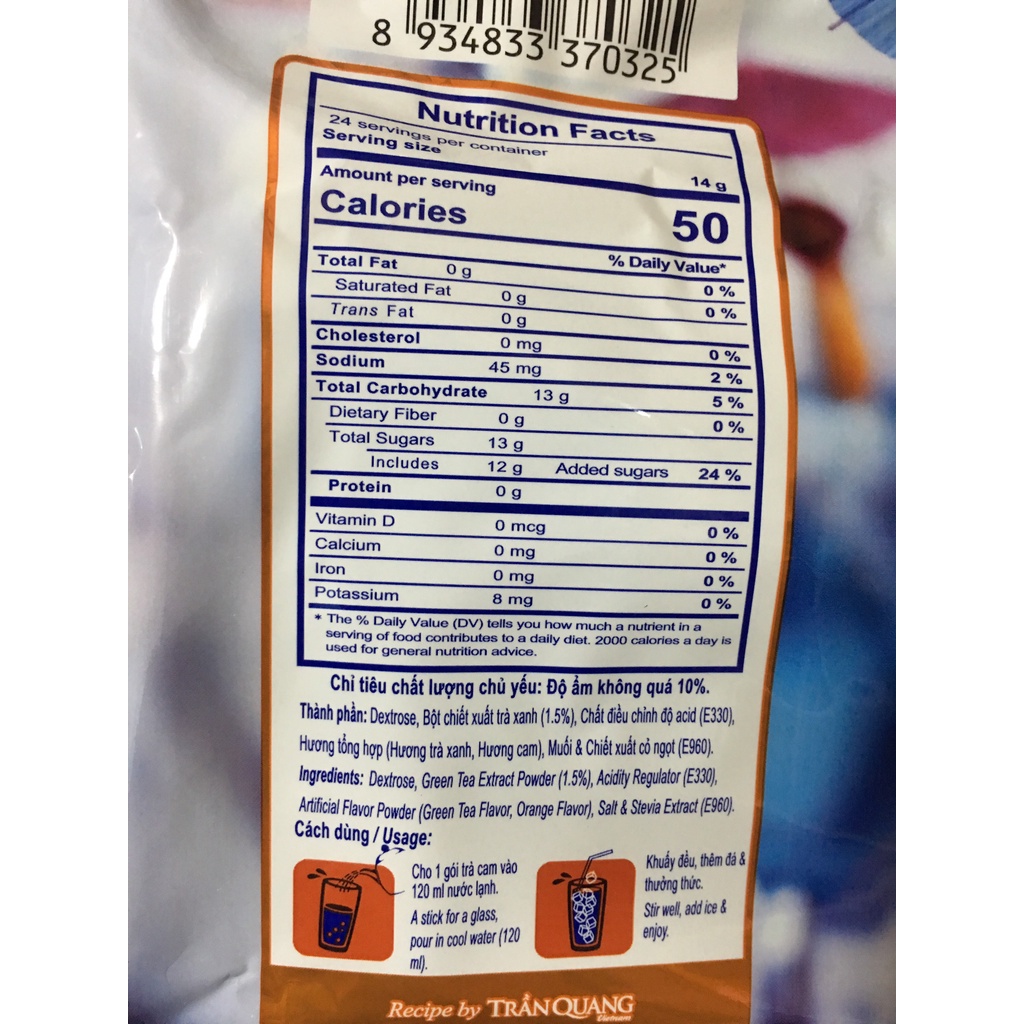 8 934833 370325
Nutrition Facts
24 servings per container
Serving size 14 g
Amount per serving
Calories 50
% Daily Value*
Total Fat 0 g 0 %
Saturated Fat 0 g 0 %
Trans Fat 0 g
Cholesterol 0 mg 0 %
Sodium 45 mg 2 %
Total Carbohydrate 13 g 5 %
Dietary Fiber 0 g 0 %
Total Sugars 13 g
Includes 12 g Added sugars 24 %
Protein 0 g
Vitamin D 0 mcg 0 %
Calcium 0 mg 0 %
Iron 0 mg 0 %
Potassium 8 mg 0 %
* The % Daily Value (DV) tells you how much a nutrient in a
serving of food contributes to a daily diet. 2000 calories a day is
used for general nutrition advice.
Chỉ tiêu chất lượng chủ yếu: Độ ẩm không quá 10%.
Thành phần: Dextrose, Bột chiết xuất trà xanh (1.5%), Chất điều chỉnh độ acid (E330),
Hương tổng hợp (Hương trà xanh, Hương cam), Muối & Chiết xuất cỏ ngọt (E960).
Ingredients: Dextrose, Green Tea Extract Powder (1.5%), Acidity Regulator (E330),
Artificial Flavor Powder (Green Tea Flavor, Orange Flavor), Salt & Stevia Extract (E960).
Cách dùng / Usage:
Cho 1 gói trà cam vào
120 ml nước lạnh.
A stick for a glass,
pour in cool water (120
ml).
Khuấy đều, thêm đá &
thưởng thức.
Stir well, add ice &
enjoy.
Recipe by TRẦN QUANG
Vietnam